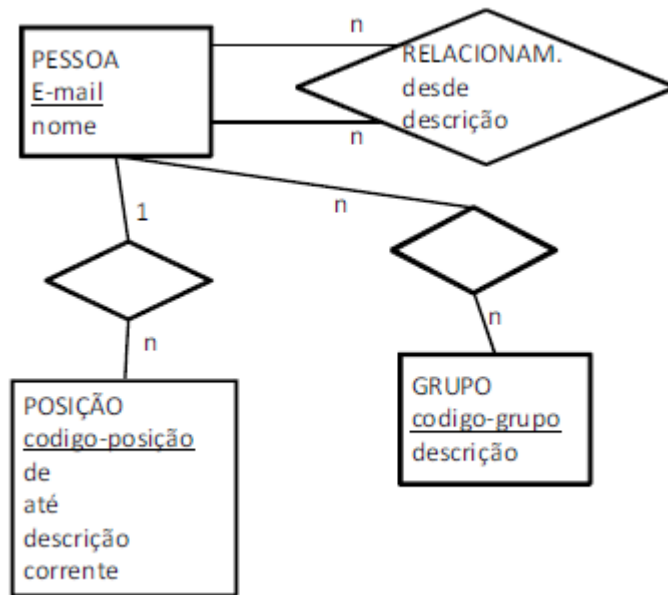 PESSOA
E-mail
nome
n
n
RELACIONAM.
desde
descrição
1
n
n
n
POSIÇÃO
codigo-posição
de
até
descrição
corrente
GRUPO
codigo-grupo
descrição